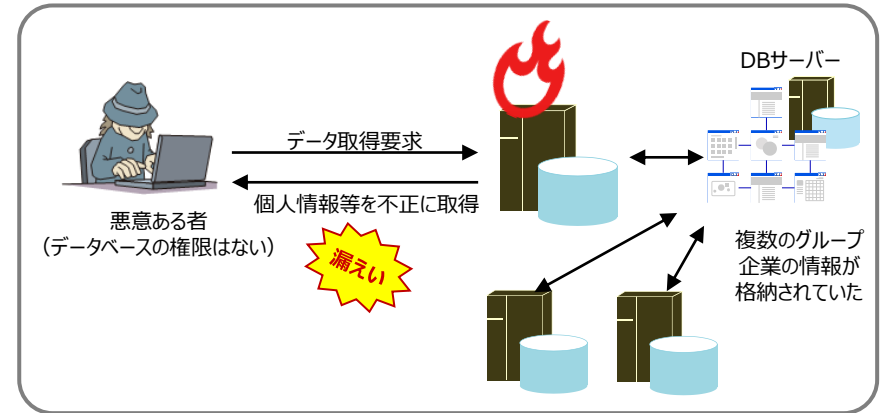 DBサーバー
データ取得要求
個人情報等を不正に取得
悪意ある者
（データベースの権限はない）
漏えい
複数のグループ
企業の情報が
格納されていた